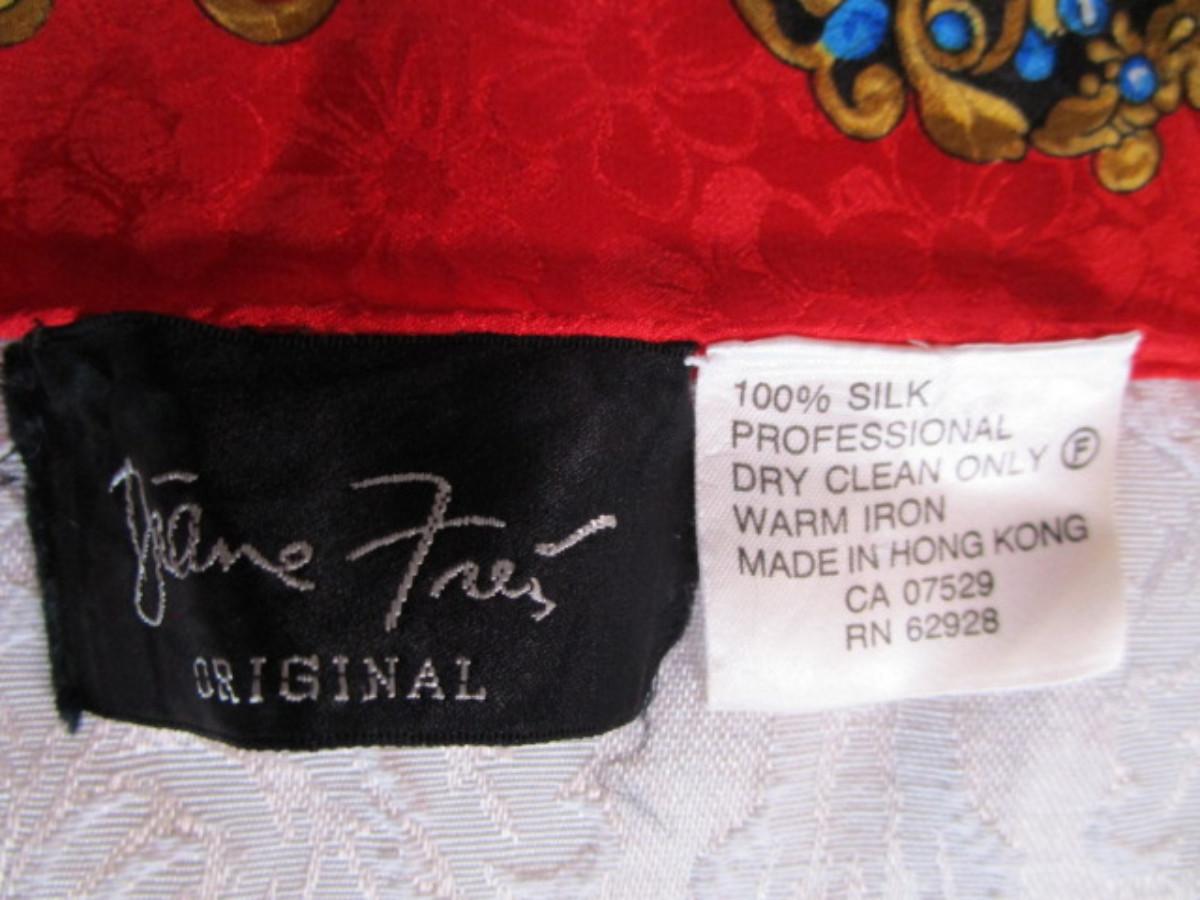 Diane Freis
ORIGINAL
100% SILK
PROFESSIONAL
DRY CLEAN ONLY Ⓕ
WARM IRON
MADE IN HONG KONG
CA 07529
RN 62928